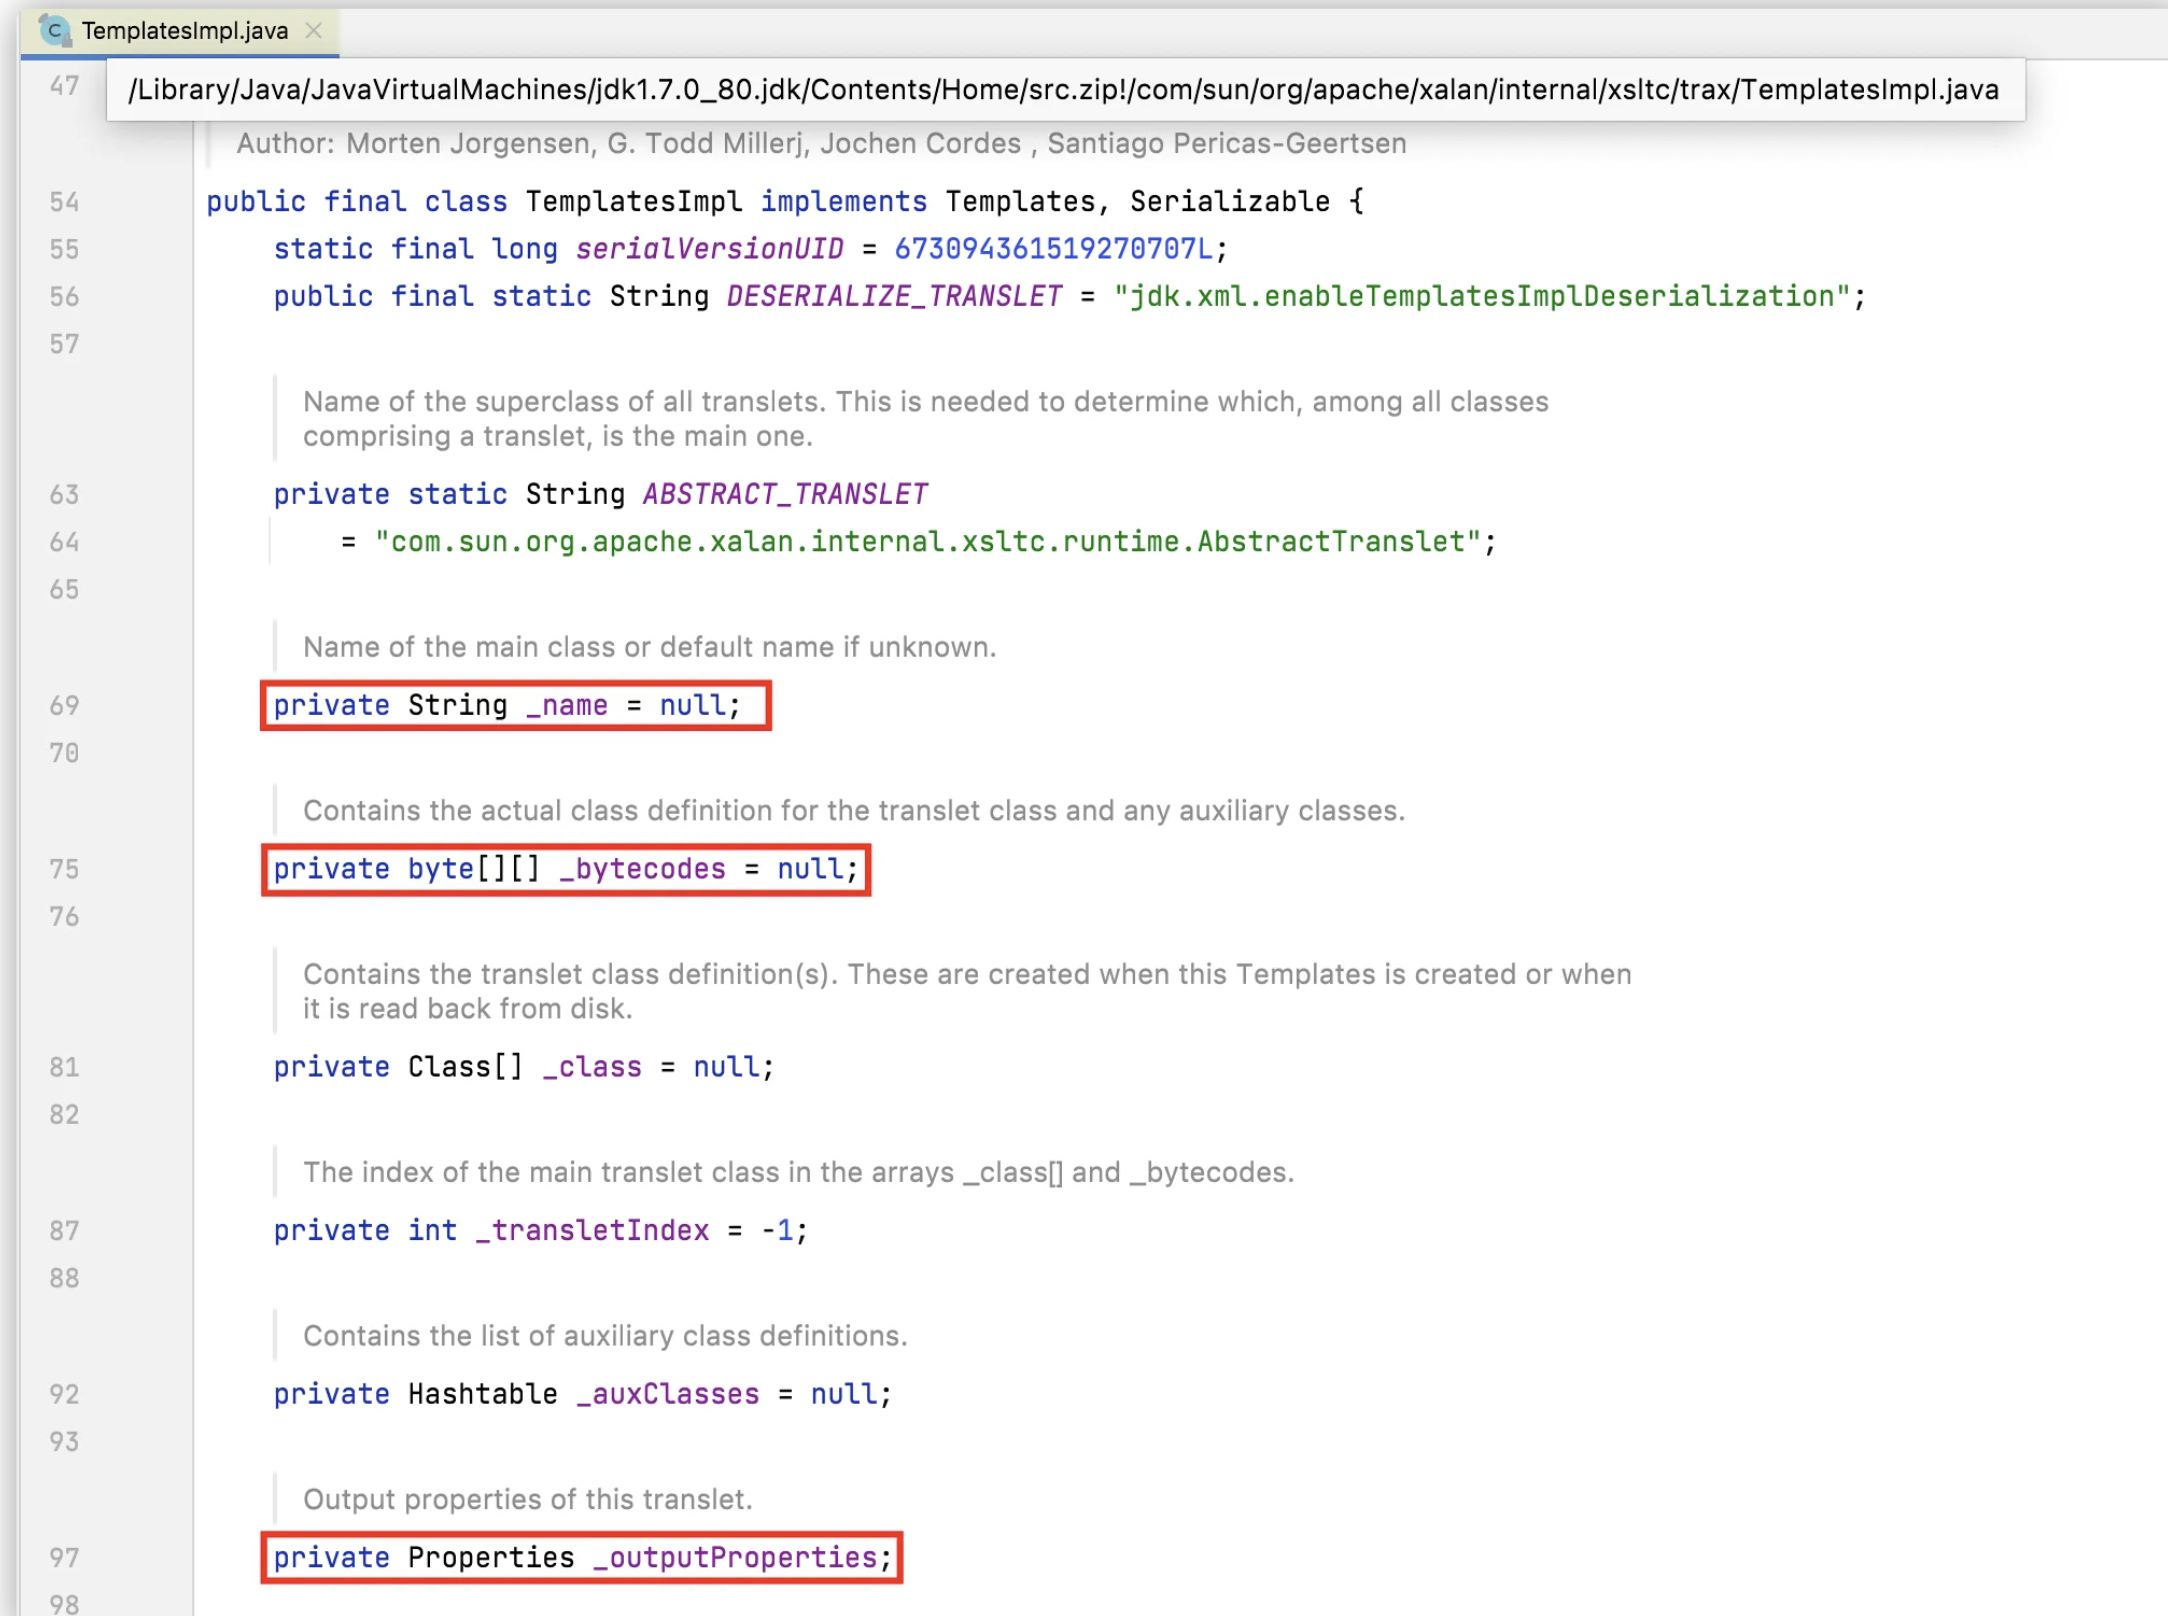 TemplatesImpl.java
47
/Library/Java/JavaVirtualMachines/jdk1.7.0_80.jdk/Contents/Home/src.zip!/com/sun/org/apache/xalan/internal/xsltc/trax/TemplatesImpl.java
Author: Morten Jorgensen, G. Todd Millerj, Jochen Cordes , Santiago Pericas-Geertsen
54 public final class TemplatesImpl implements Templates, Serializable {
55 static final long serialVersionUID = 673094361519270707L;
56 public final static String DESERIALIZE_TRANSLET = "jdk.xml.enableTemplatesImplDeserialization";
57
Name of the superclass of all translets. This is needed to determine which, among all classes
comprising a translet, is the main one.
63 private static String ABSTRACT_TRANSLET
64 = "com.sun.org.apache.xalan.internal.xsltc.runtime.AbstractTranslet";
65
Name of the main class or default name if unknown.
69 private String _name = null;
70
Contains the actual class definition for the translet class and any auxiliary classes.
75 private byte[][] _bytecodes = null;
76
Contains the translet class definition(s). These are created when this Templates is created or when
it is read back from disk.
81 private Class[] _class = null;
82
The index of the main translet class in the arrays _class[] and _bytecodes.
87 private int _transletIndex = -1;
88
Contains the list of auxiliary class definitions.
92 private Hashtable _auxClasses = null;
93
Output properties of this translet.
97 private Properties _outputProperties;
98